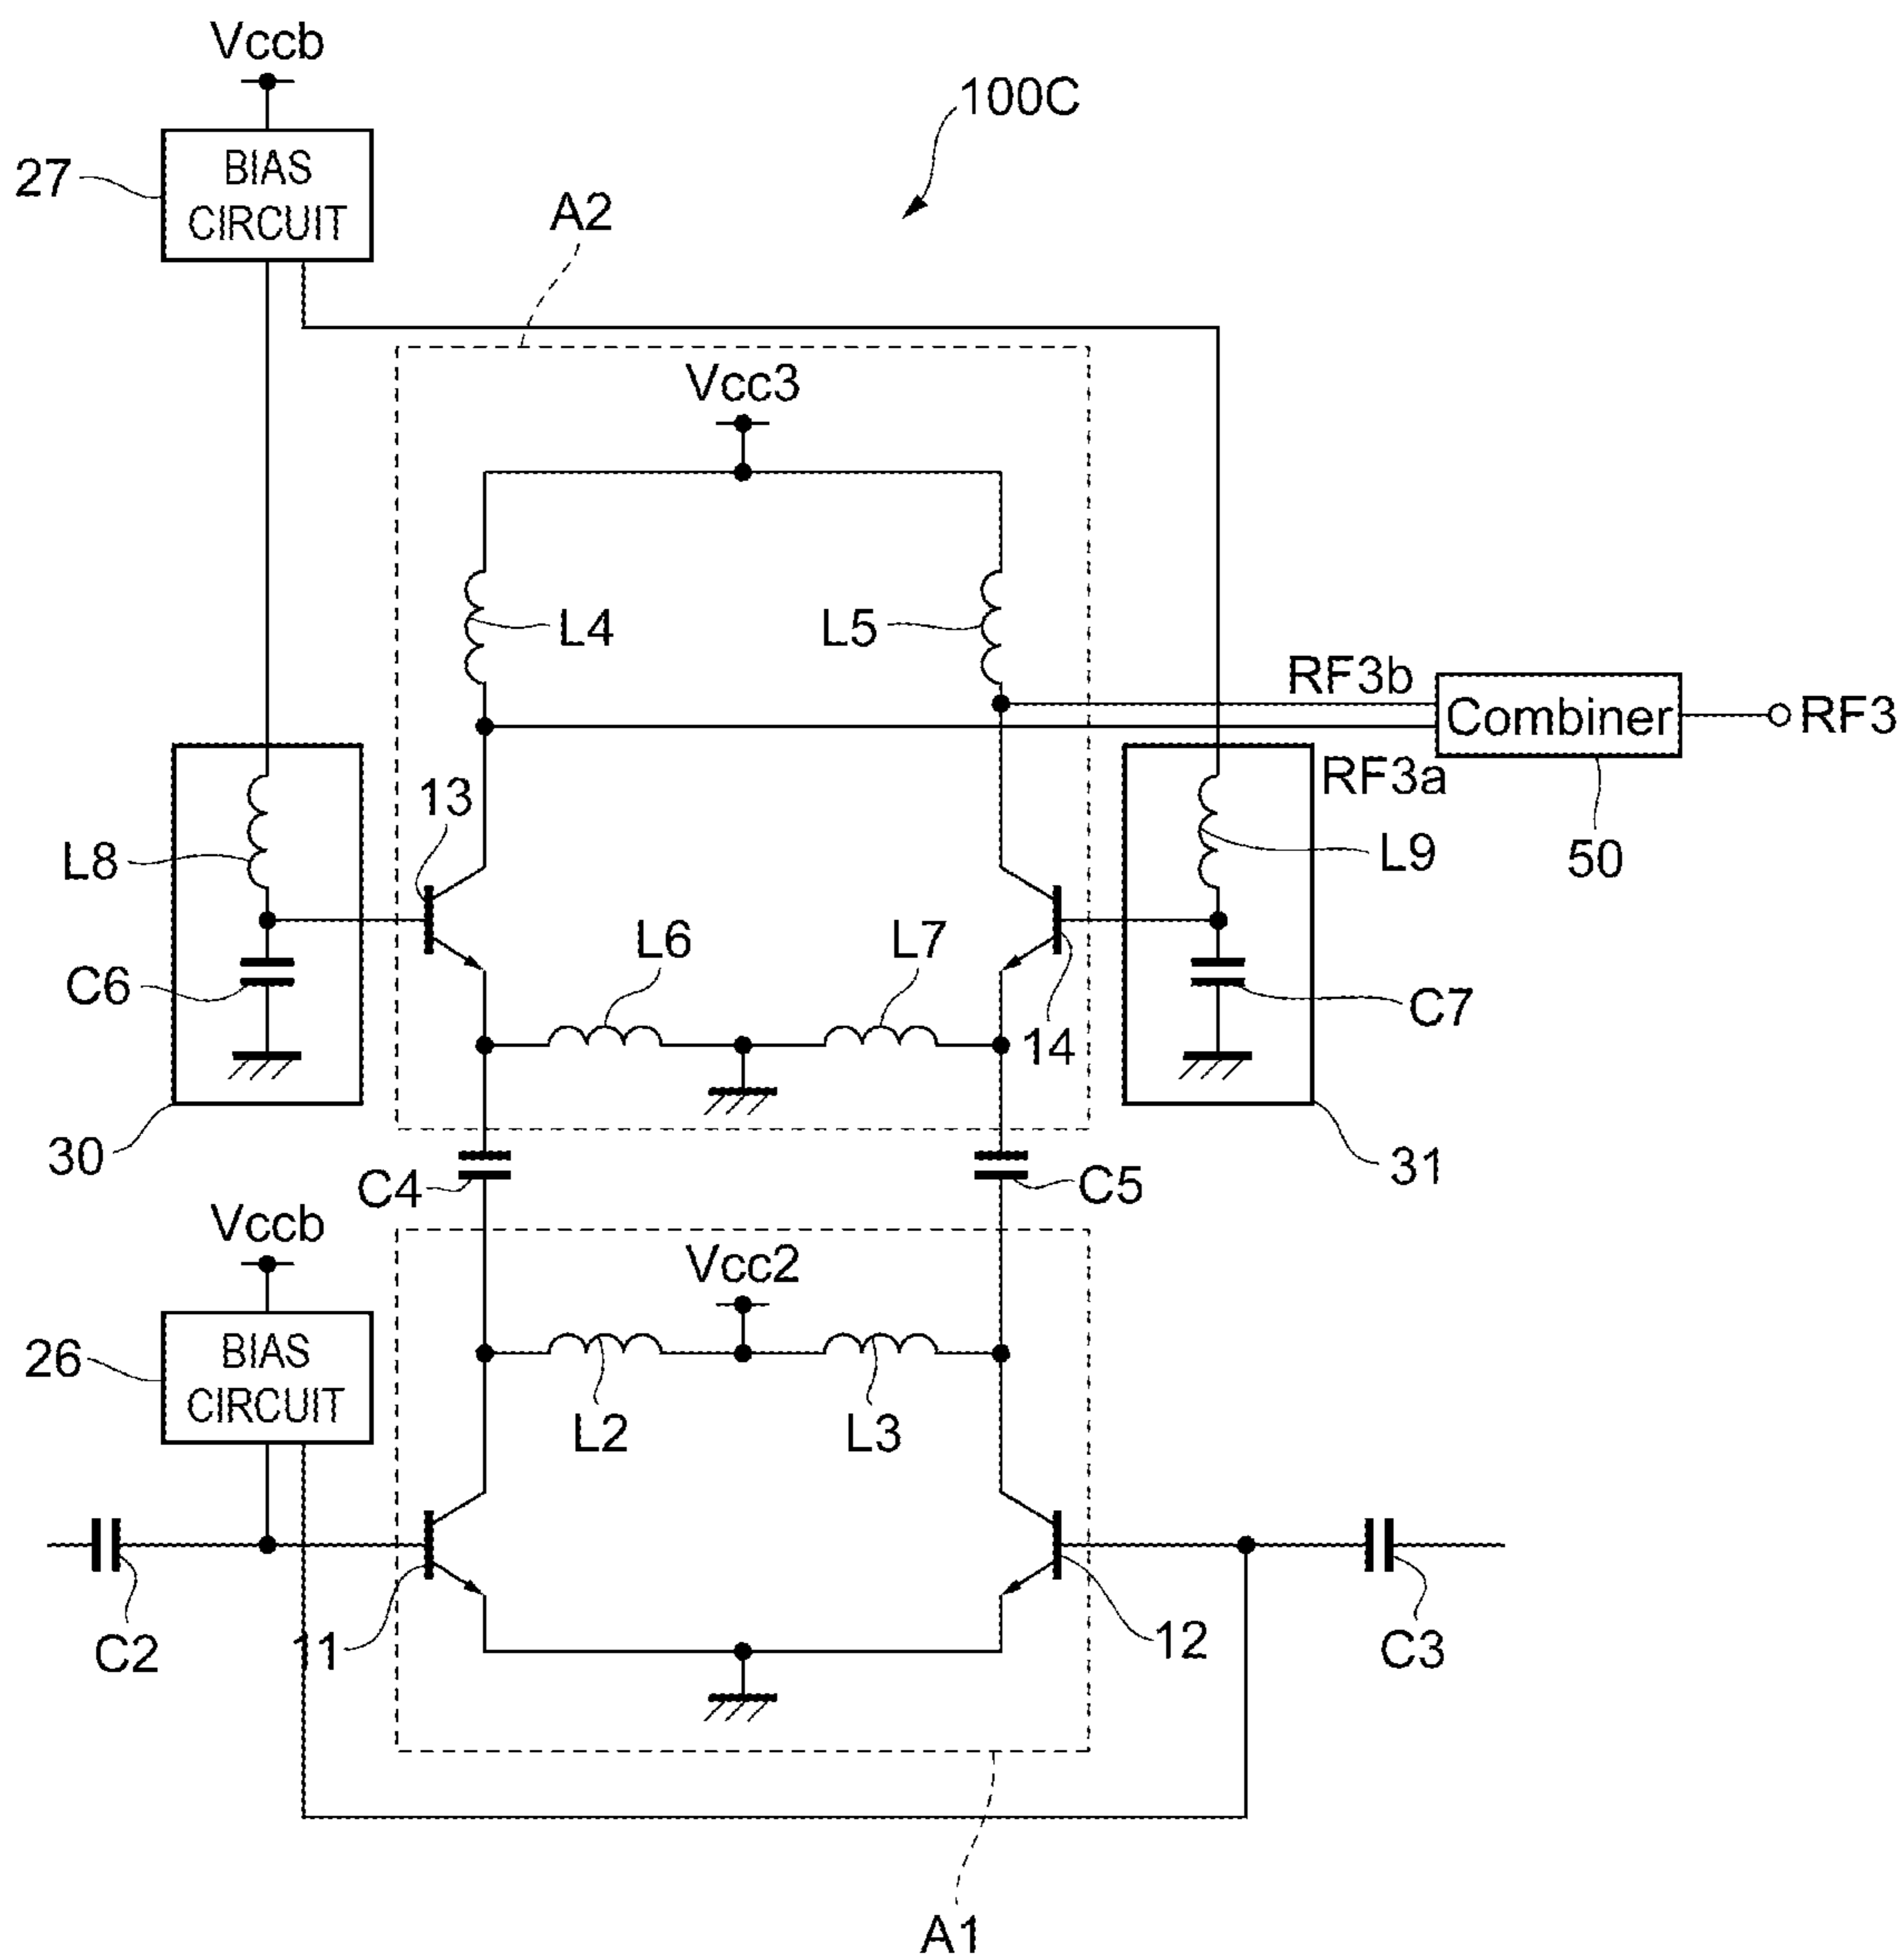 Vccb
100C
27
BIAS
CIRCUIT
A2
Vcc3
L4
L5
RF3b
Combiner
RF3
RF3a
13
L8
L9
50
L6
L7
C6
C7
14
30
31
C4
C5
Vccb
Vcc2
26
BIAS
CIRCUIT
L2
L3
C2
11
12
C3
A1